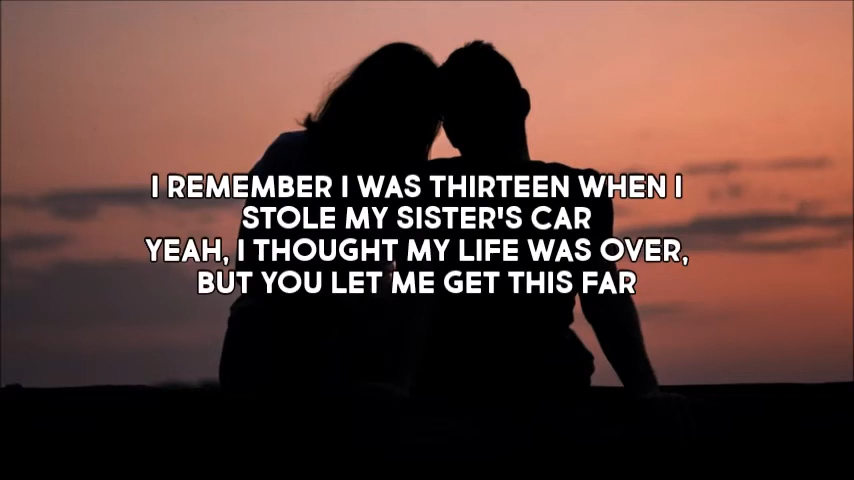 I REMEMBER I WAS THIRTEEN WHEN I
STOLE MY SISTER'S CAR
YEAH, I THOUGHT MY LIFE WAS OVER,
BUT YOU LET ME GET THIS FAR